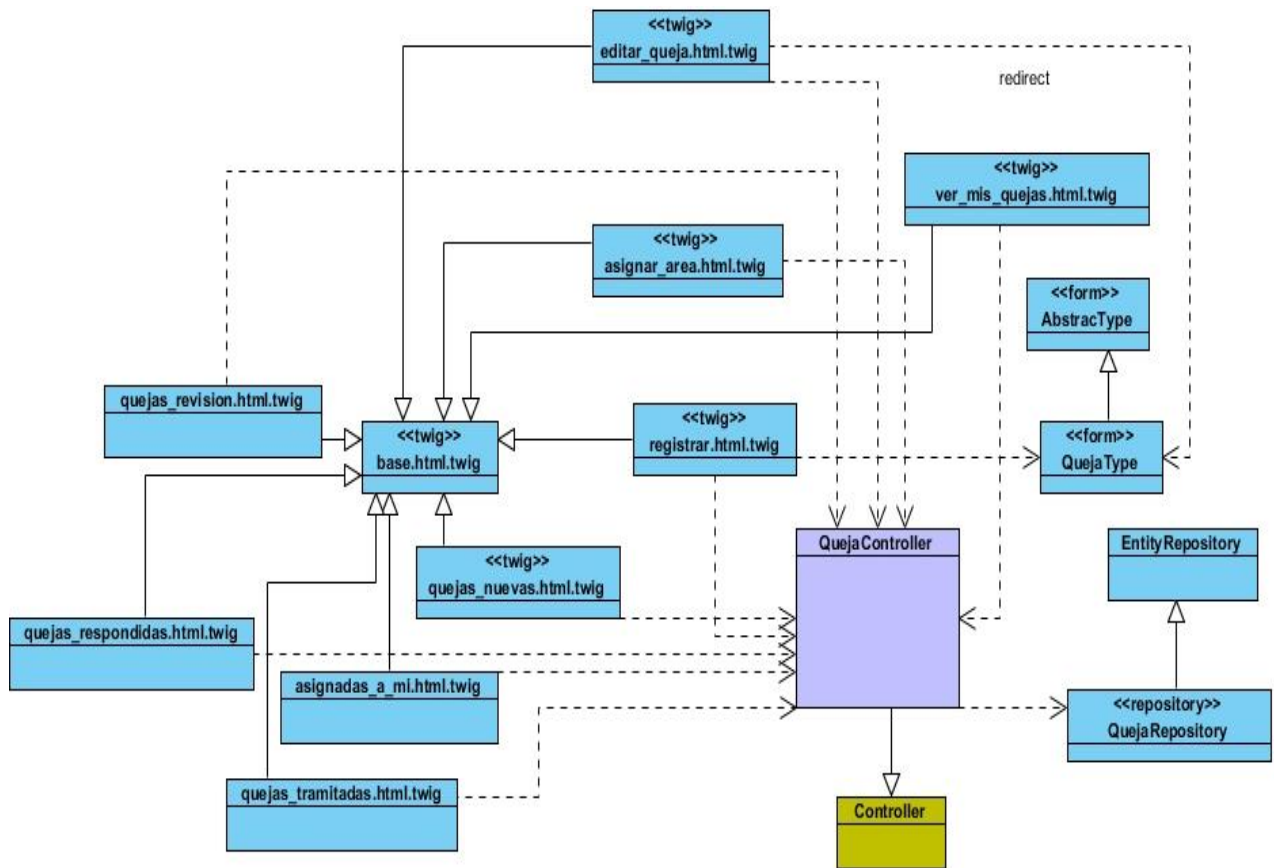 <<twig>>
editar_queja.html.twig
redirect
<<twig>>
ver_mis_quejas.html.twig
<<twig>>
asignar_area.html.twig
<<form>>
AbstracType
quejas_revision.html.twig
<<twig>>
base.html.twig
<<twig>>
registrar.html.twig
<<form>>
QuejaType
QuejaController
EntityRepository
<<twig>>
quejas_nuevas.html.twig
quejas_respondidas.html.twig
asignadas_a_mi.html.twig
<<repository>>
QuejaRepository
quejas_tramitadas.html.twig
Controller